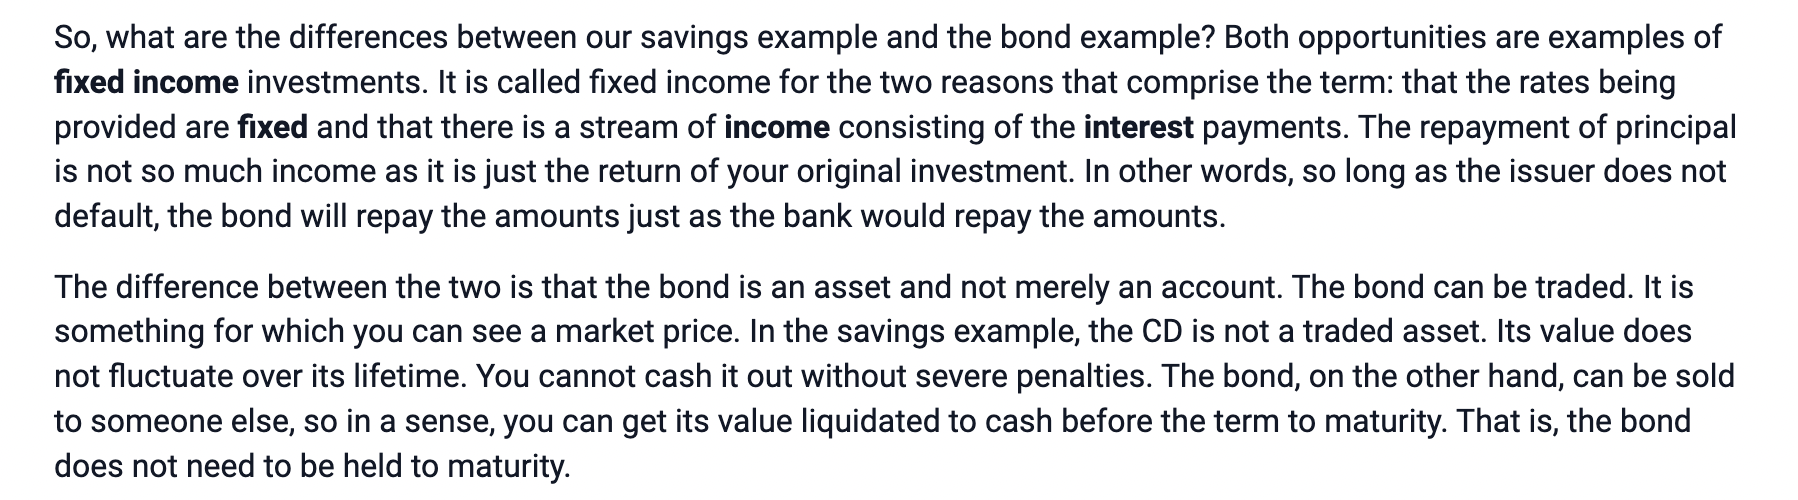 So, what are the differences between our savings example and the bond example? Both opportunities are examples of
fixed income investments. It is called fixed income for the two reasons that comprise the term: that the rates being
provided are fixed and that there is a stream of income consisting of the interest payments. The repayment of principal
is not so much income as it is just the return of your original investment. In other words, so long as the issuer does not
default, the bond will repay the amounts just as the bank would repay the amounts.
The difference between the two is that the bond is an asset and not merely an account. The bond can be traded. It is
something for which you can see a market price. In the savings example, the CD is not a traded asset. Its value does
not fluctuate over its lifetime. You cannot cash it out without severe penalties. The bond, on the other hand, can be sold
to someone else, so in a sense, you can get its value liquidated to cash before the term to maturity. That is, the bond
does not need to be held to maturity.